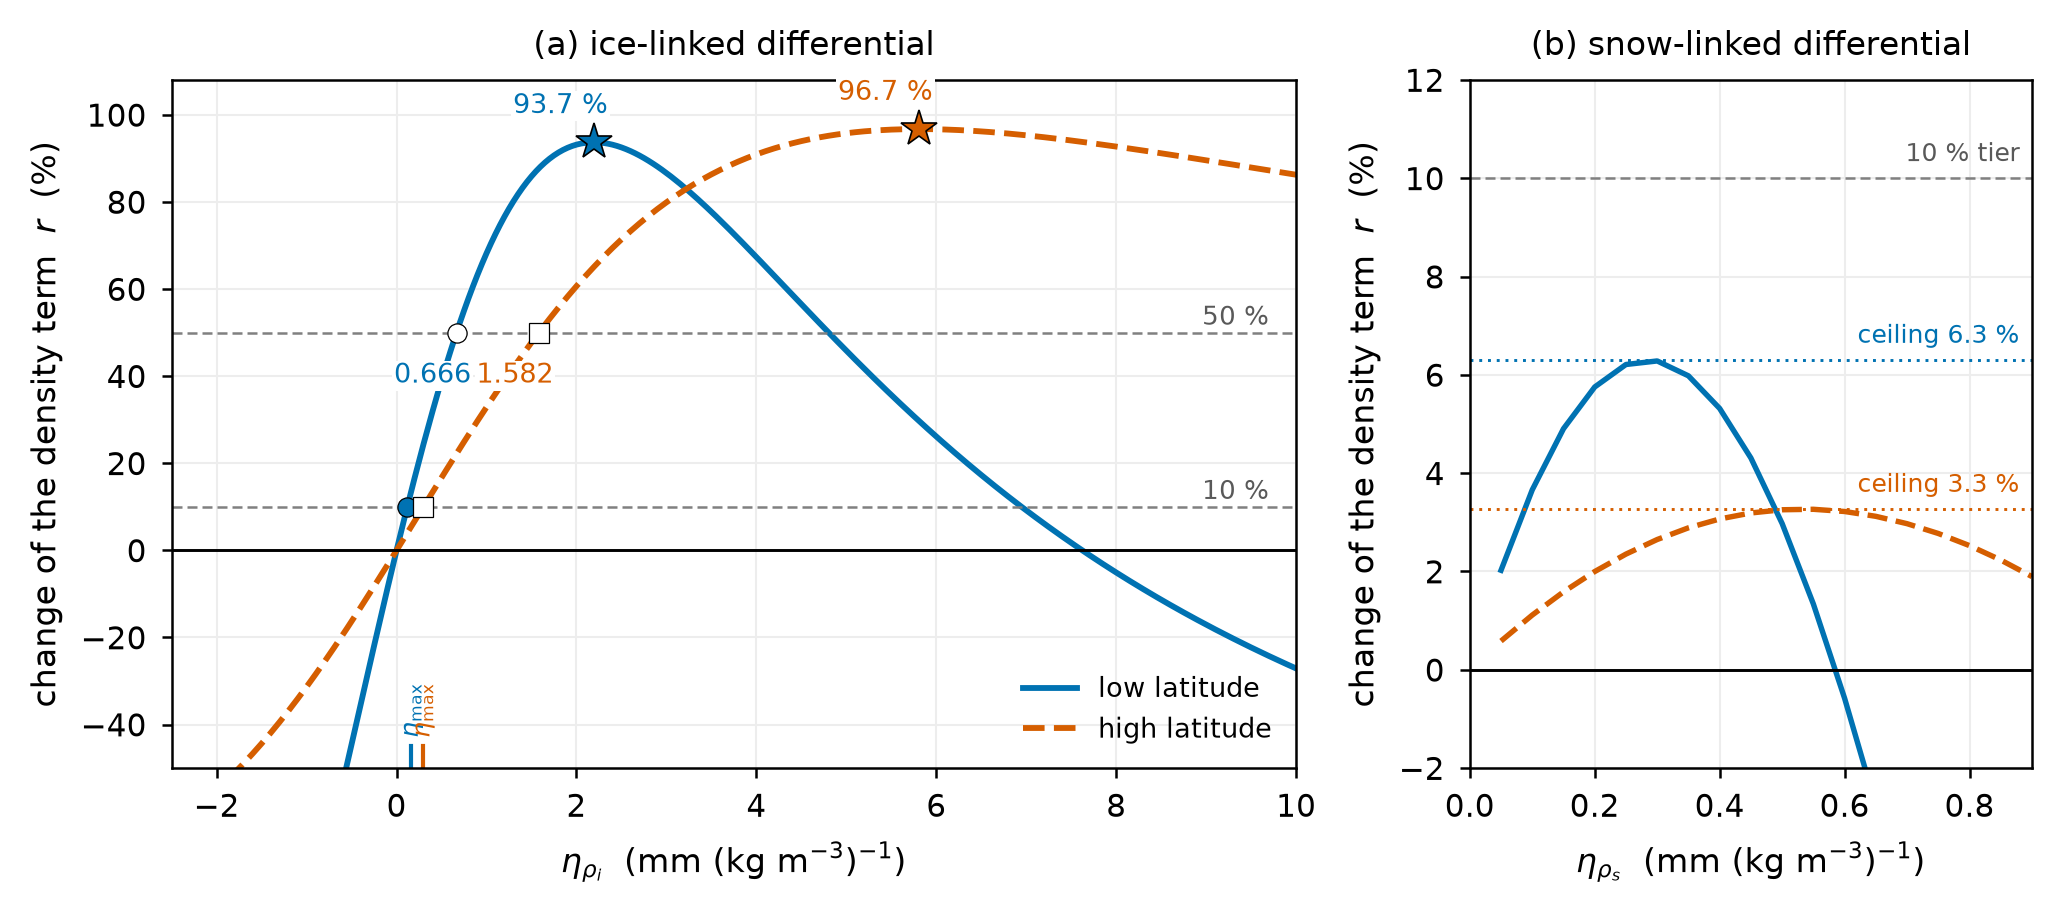 (a) ice-linked differential
change of the density term r (%)
100
80
60
40
20
0
−20
−40
93.7 %
96.7 %
50 %
0.666
1.582
10 %
ηmax
ηmax
low latitude
high latitude
−2
0
2
4
6
8
10
ηρi (mm (kg m−3)−1)
(b) snow-linked differential
change of the density term r (%)
12
10
8
6
4
2
0
−2
10 % tier
ceiling 6.3 %
ceiling 3.3 %
0.0
0.2
0.4
0.6
0.8
ηρs (mm (kg m−3)−1)